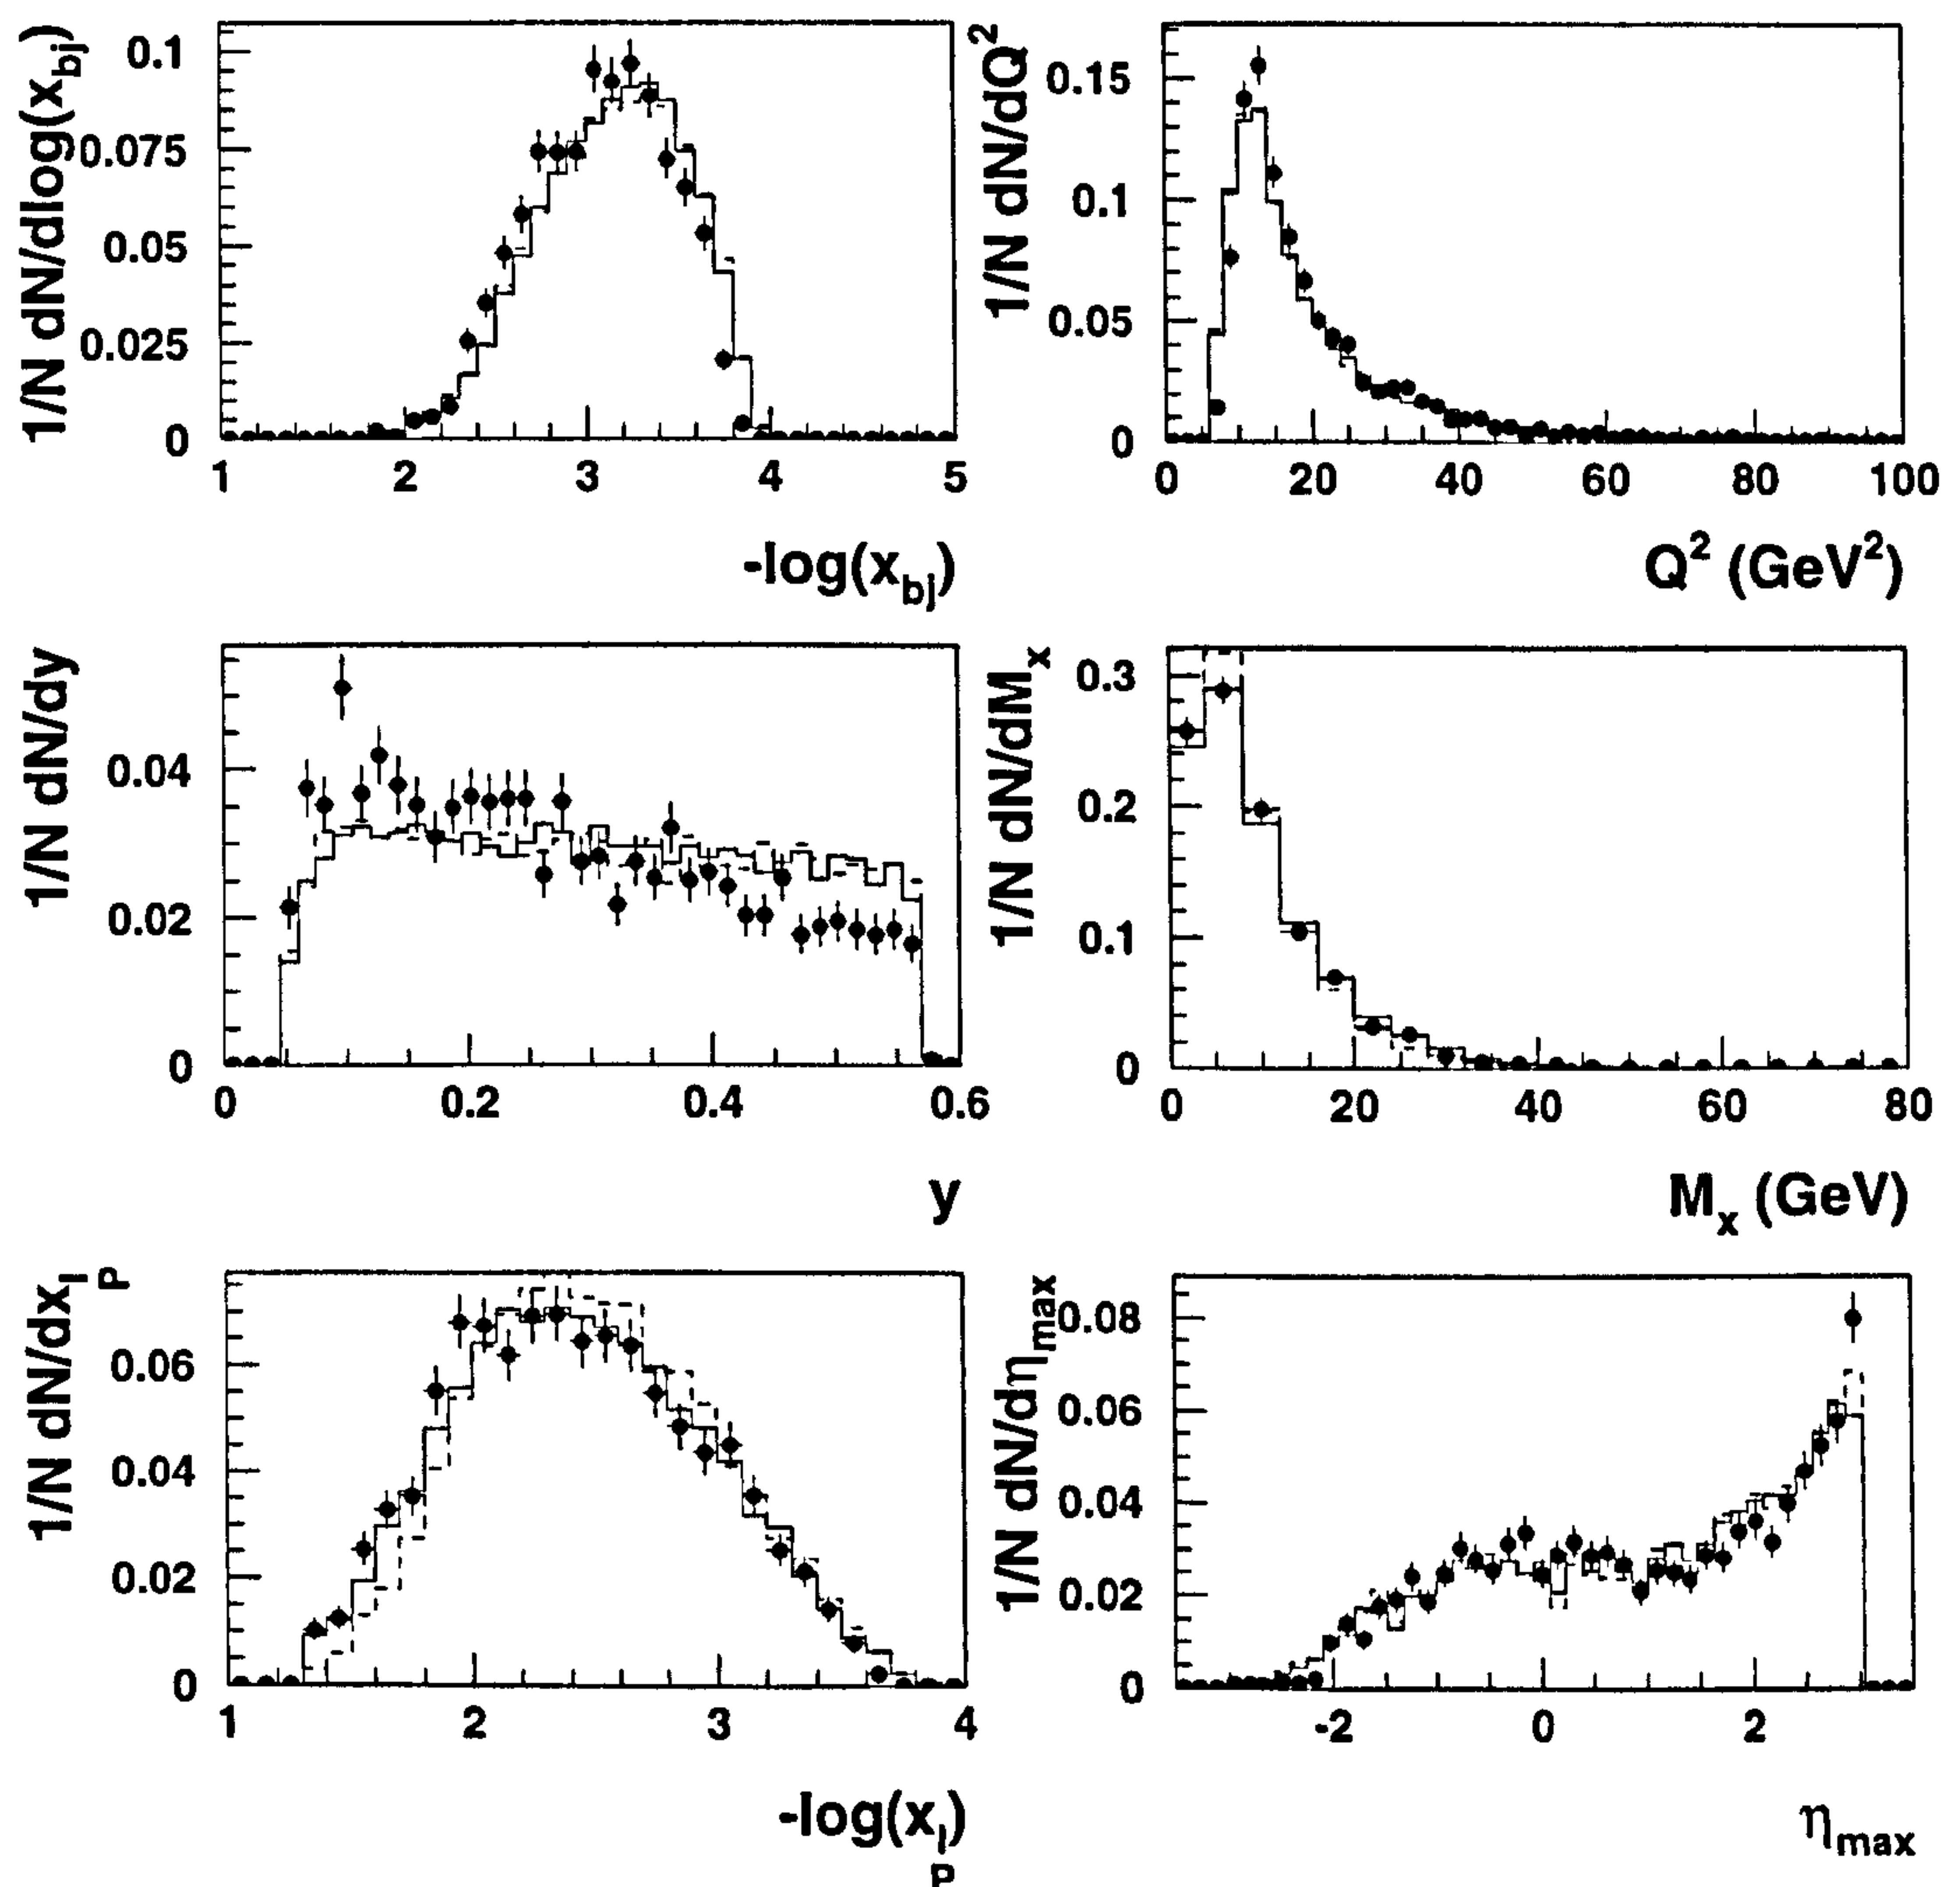 1/N dN/dlog(x_bj)
0.1
0.075
0.05
0.025
0
1 2 3 4 5
-log(x_bj)
1/N dN/dQ²
0.15
0.1
0.05
0
0 20 40 60 80 100
Q² (GeV²)
1/N dN/dy
0.04
0.02
0
0 0.2 0.4 0.6
y
1/N dN/dM_x
0.3
0.2
0.1
0
0 20 40 60 80
M_x (GeV)
1/N dN/dx_IP
0.06
0.04
0.02
0
1 2 3 4
-log(x_IP)
1/N dN/dη_max
0.08
0.06
0.04
0.02
0
-2 0 2
η_max